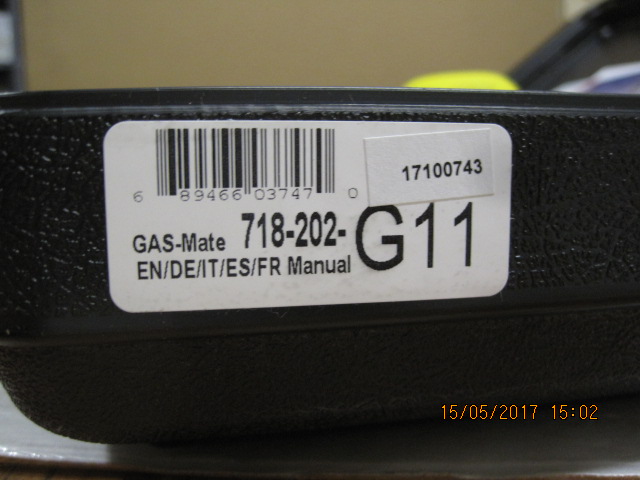 6 89466 03747 0
17100743
GAS-Mate 718-202-G11
EN/DE/IT/ES/FR Manual
15/05/2017 15:02